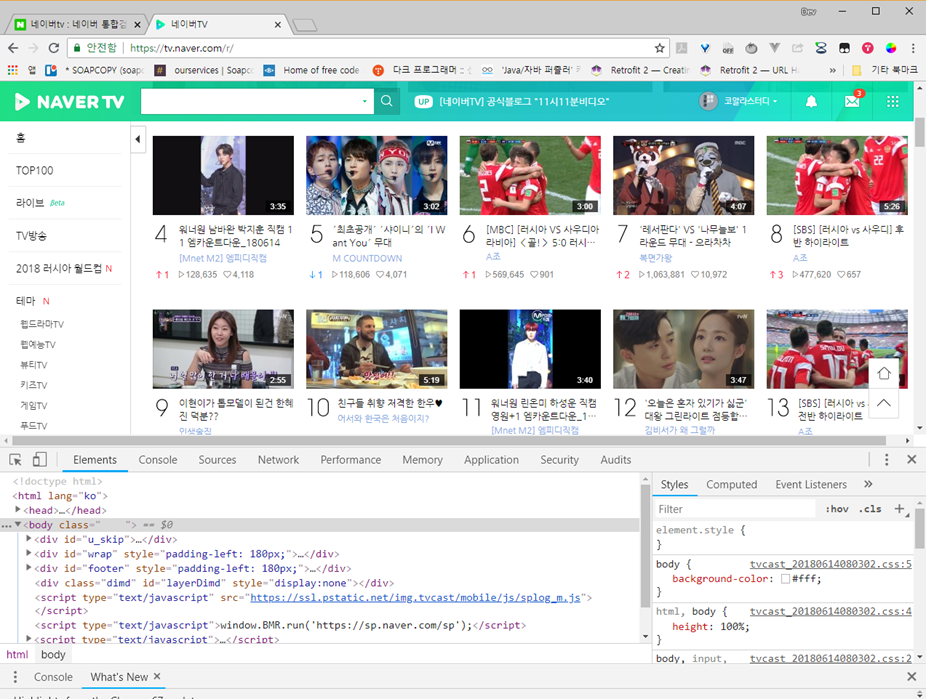 Dev
네이버tv : 네이버 통합검
네이버TV
안전함 | https://tv.naver.com/r/
앱 * SOAPCOPY (soap ourservices | Soapc Home of free code 다크 프로그래머 :: 'Java/자바 퍼즐러' Retrofit 2 — Creatin Retrofit 2 — URL H » 기타 북마크
NAVER TV
UP [네이버TV] 공식블로그 "11시11분비디오"
코말라스터디
3
홈
TOP100
라이브 Beta
TV방송
2018 러시아 월드컵 N
테마 N
웹드라마TV
웹예능TV
뷰티TV
키즈TV
게임TV
푸드TV
3:35
4 워너원 남바완 박지훈 직캠 1
1 엠카운트다운_180614
[Mnet M2] 엠피디직캠
↑1 ▷128,635 ♡4,118
3:02
5 '최초공개' '샤이니'의 'I W
ant You' 무대
M COUNTDOWN
↓1 ▷118,606 ♡4,071
3:00
6 [MBC] [러시아 VS 사우디아
라비아] <골!> 5:0 러시…
A조
↑1 ▷569,645 ♡901
MBC
4:07
7 '레서판다' VS '나무늘보' 1
라운드 무대 - 으라차차
복면가왕
↑2 ▷1,063,881 ♡10,972
5:26
8 [SBS] [러시아 vs 사우디] 후
반 하이라이트
A조
↑3 ▷477,620 ♡657
2:55
9 이현이가 톱모델이 된건 한혜
진 덕분??
인생술집
5:19
10 친구들 취향 저격한 한우♥
어서와 한국은 처음이지?
3:40
11 워너원 린온미 하성운 직캠
영원+1 엠카운트다운_1…
[Mnet M2] 엠피디직캠
tvN
3:47
12 '오늘은 혼자 있기가 싫군'
대왕 그린라이트 점등합…
김비서가 왜 그럴까
13 [SBS] [러시아 vs
전반 하이라이트
A조
Elements Console Sources Network Performance Memory Application Security Audits
<!doctype html>
<html lang="ko">
<head>…</head>
<body class=" "> == $0
<div id="u_skip">…</div>
<div id="wrap" style="padding-left: 180px;">…</div>
<div id="footer" style="padding-left: 180px;">…</div>
<div class="dimd" id="layerDimd" style="display:none"></div>
<script type="text/javascript" src="https://ssl.pstatic.net/img.tvcast/mobile/js/splog_m.js">
</script>
<script type="text/javascript">window.BMR.run('https://sp.naver.com/sp');</script>
<script type="text/javascript">…</script>
html body
Styles Computed Event Listeners »
Filter :hov .cls +
element.style {
}
body { tvcast_20180614080302.css:5
background-color: #fff;
}
html, body { tvcast_20180614080302.css:4
height: 100%;
}
body, input, tvcast_20180614080302.css:2
Console What's New ×